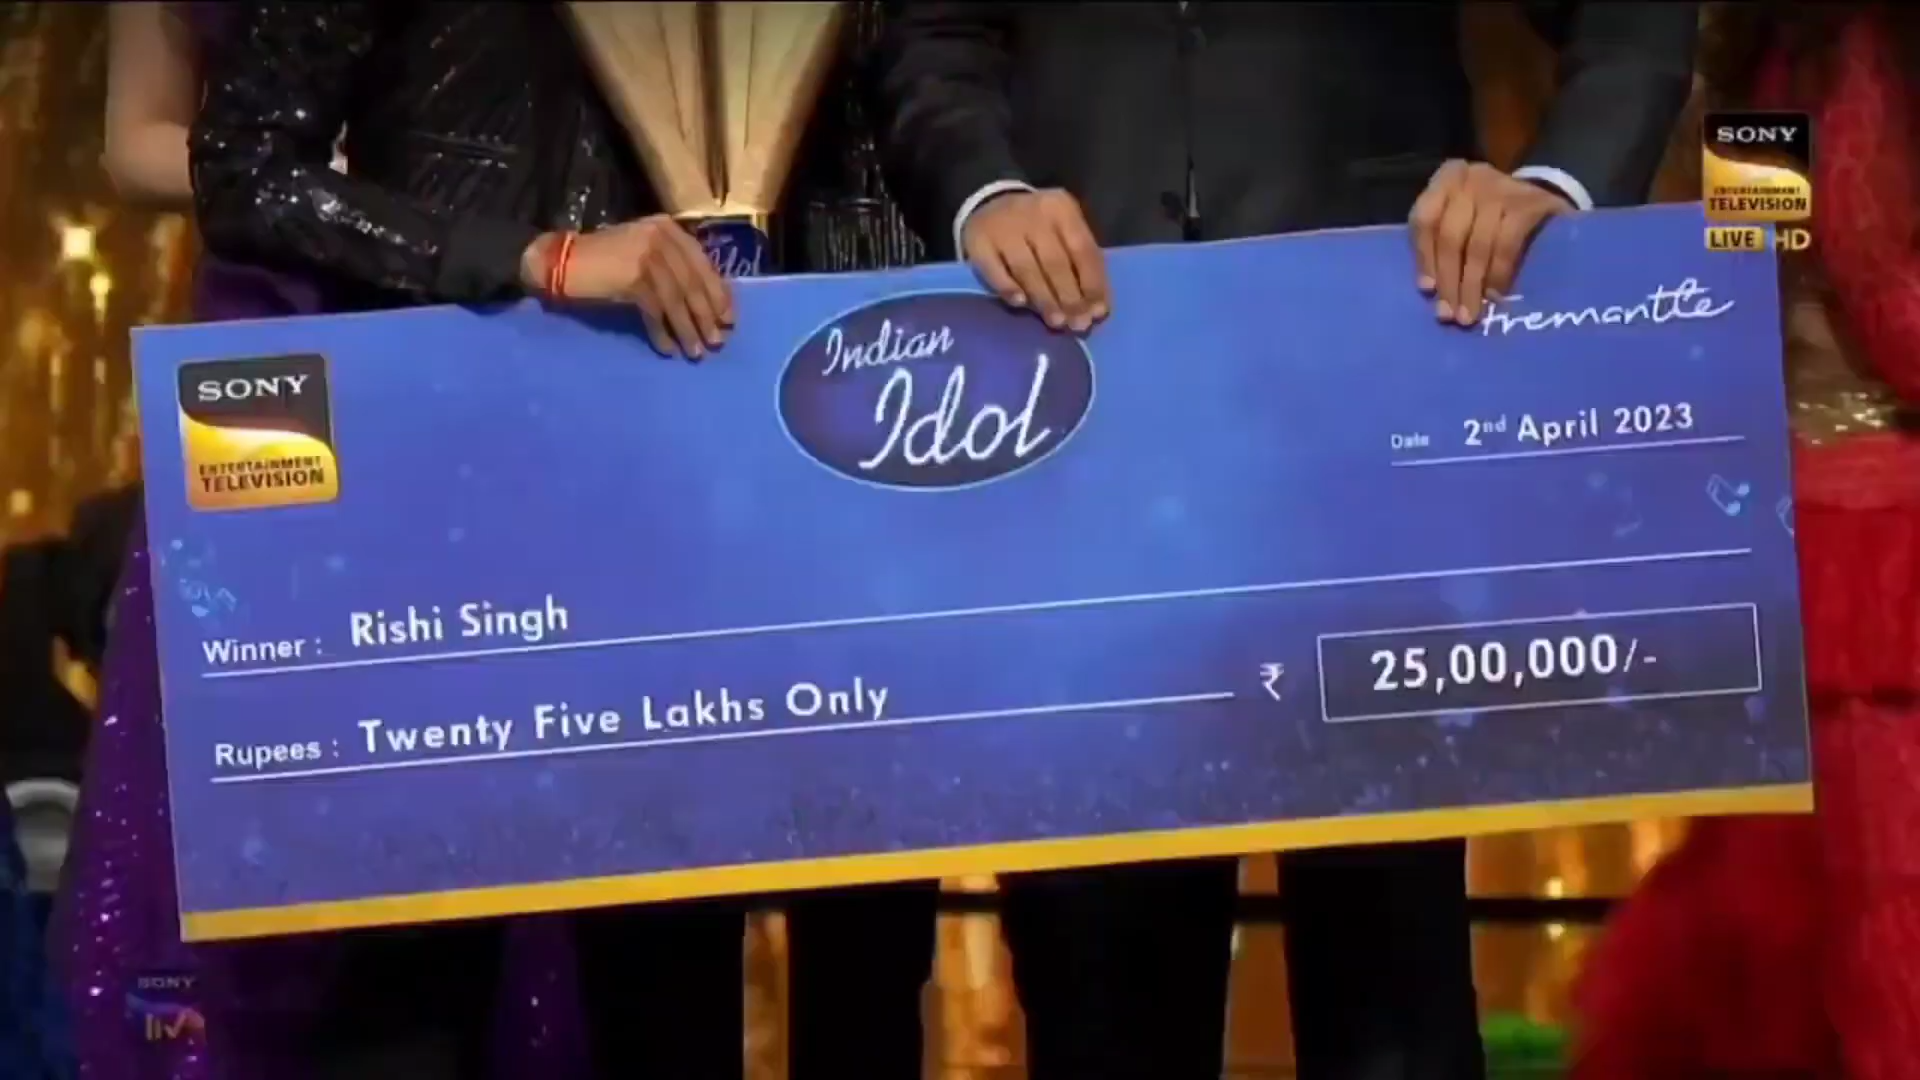 SONY
ENTERTAINMENT
TELEVISION
LIVE HD
Idol
fremantle
SONY
ENTERTAINMENT
TELEVISION
Indian
Idol
Date 2nd April 2023
Winner : Rishi Singh
Rupees : Twenty Five Lakhs Only ₹ 25,00,000/-
SONY
liv